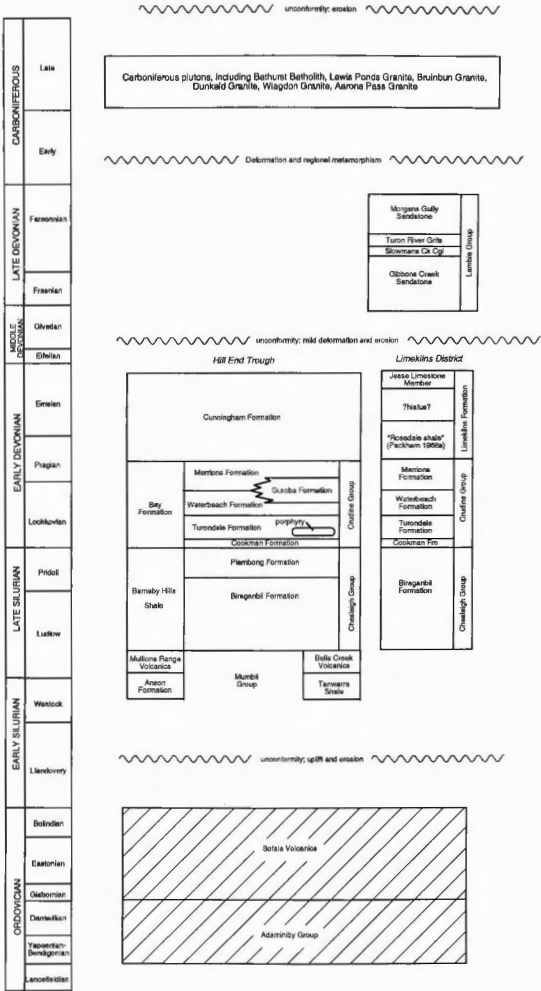 unconformity: erosion
CARBONIFEROUS
Late
Early
Carboniferous plutons, including Bathurst Batholith, Lewis Ponds Granite, Bruinbun Granite,
Dunkeld Granite, Wiagdon Granite, Aarons Pass Granite
Deformation and regional metamorphism
LATE DEVONIAN
Famennian
Frasnian
Morgans Gully
Sandstone
Turon River Grits
Slowmans Ck Cgl
Gibbons Creek
Sandstone
Lambie Group
MIDDLE
DEVONIAN
Givetian
Eifelian
unconformity: mild deformation and erosion
Hill End Trough
Limekilns District
EARLY DEVONIAN
Emsian
Pragian
Lochkovian
Cunningham Formation
Bay
Formation
Merrions Formation
Guroba Formation
Waterbeach Formation
Turondale Formation
porphyry
Cookman Formation
Crudine Group
Jesse Limestone
Member
?hiatus?
"Rosedale shale"
(Packham 1968a)
Limekilns Formation
Merrions
Formation
Waterbeach
Formation
Turondale
Formation
Cookman Fm
Crudine Group
LATE SILURIAN
Pridoli
Ludlow
Barnaby Hills
Shale
Piambong Formation
Biraganbil Formation
Chesleigh Group
Biraganbil
Formation
Chesleigh Group
Mullions Range
Volcanics
Anson
Formation
Mumbil
Group
Bells Creek
Volcanics
Tanwarra
Shale
EARLY SILURIAN
Wenlock
Llandovery
unconformity; uplift and erosion
ORDOVICIAN
Bolindian
Eastonian
Gisbornian
Darriwilian
Yapeenian-
Bendigonian
Lancefieldian
Sofala Volcanics
Adaminiby Group